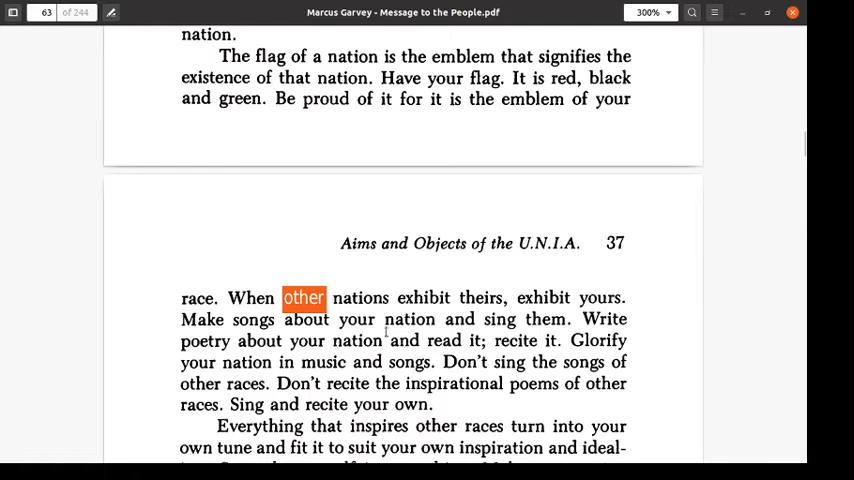 63 of 244
Marcus Garvey - Message to the People.pdf
300%
nation.
The flag of a nation is the emblem that signifies the
existence of that nation. Have your flag. It is red, black
and green. Be proud of it for it is the emblem of your
Aims and Objects of the U.N.I.A. 37
race. When other nations exhibit theirs, exhibit yours.
Make songs about your nation and sing them. Write
poetry about your nation and read it; recite it. Glorify
your nation in music and songs. Don't sing the songs of
other races. Don't recite the inspirational poems of other
races. Sing and recite your own.
Everything that inspires other races turn into your
own tune and fit it to suit your own inspiration and ideal-